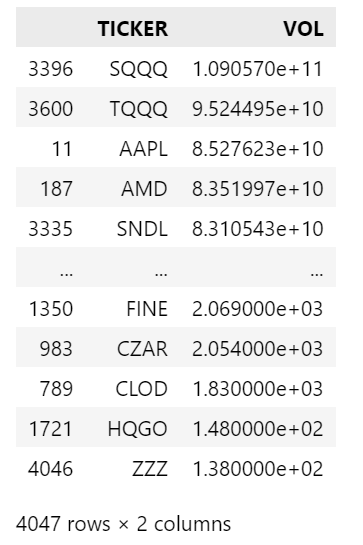 TICKER VOL
3396 SQQQ 1.090570e+11
3600 TQQQ 9.524495e+10
11 AAPL 8.527623e+10
187 AMD 8.351997e+10
3335 SNDL 8.310543e+10
... ... ...
1350 FINE 2.069000e+03
983 CZAR 2.054000e+03
789 CLOD 1.830000e+03
1721 HQGO 1.480000e+02
4046 ZZZ 1.380000e+02
4047 rows × 2 columns